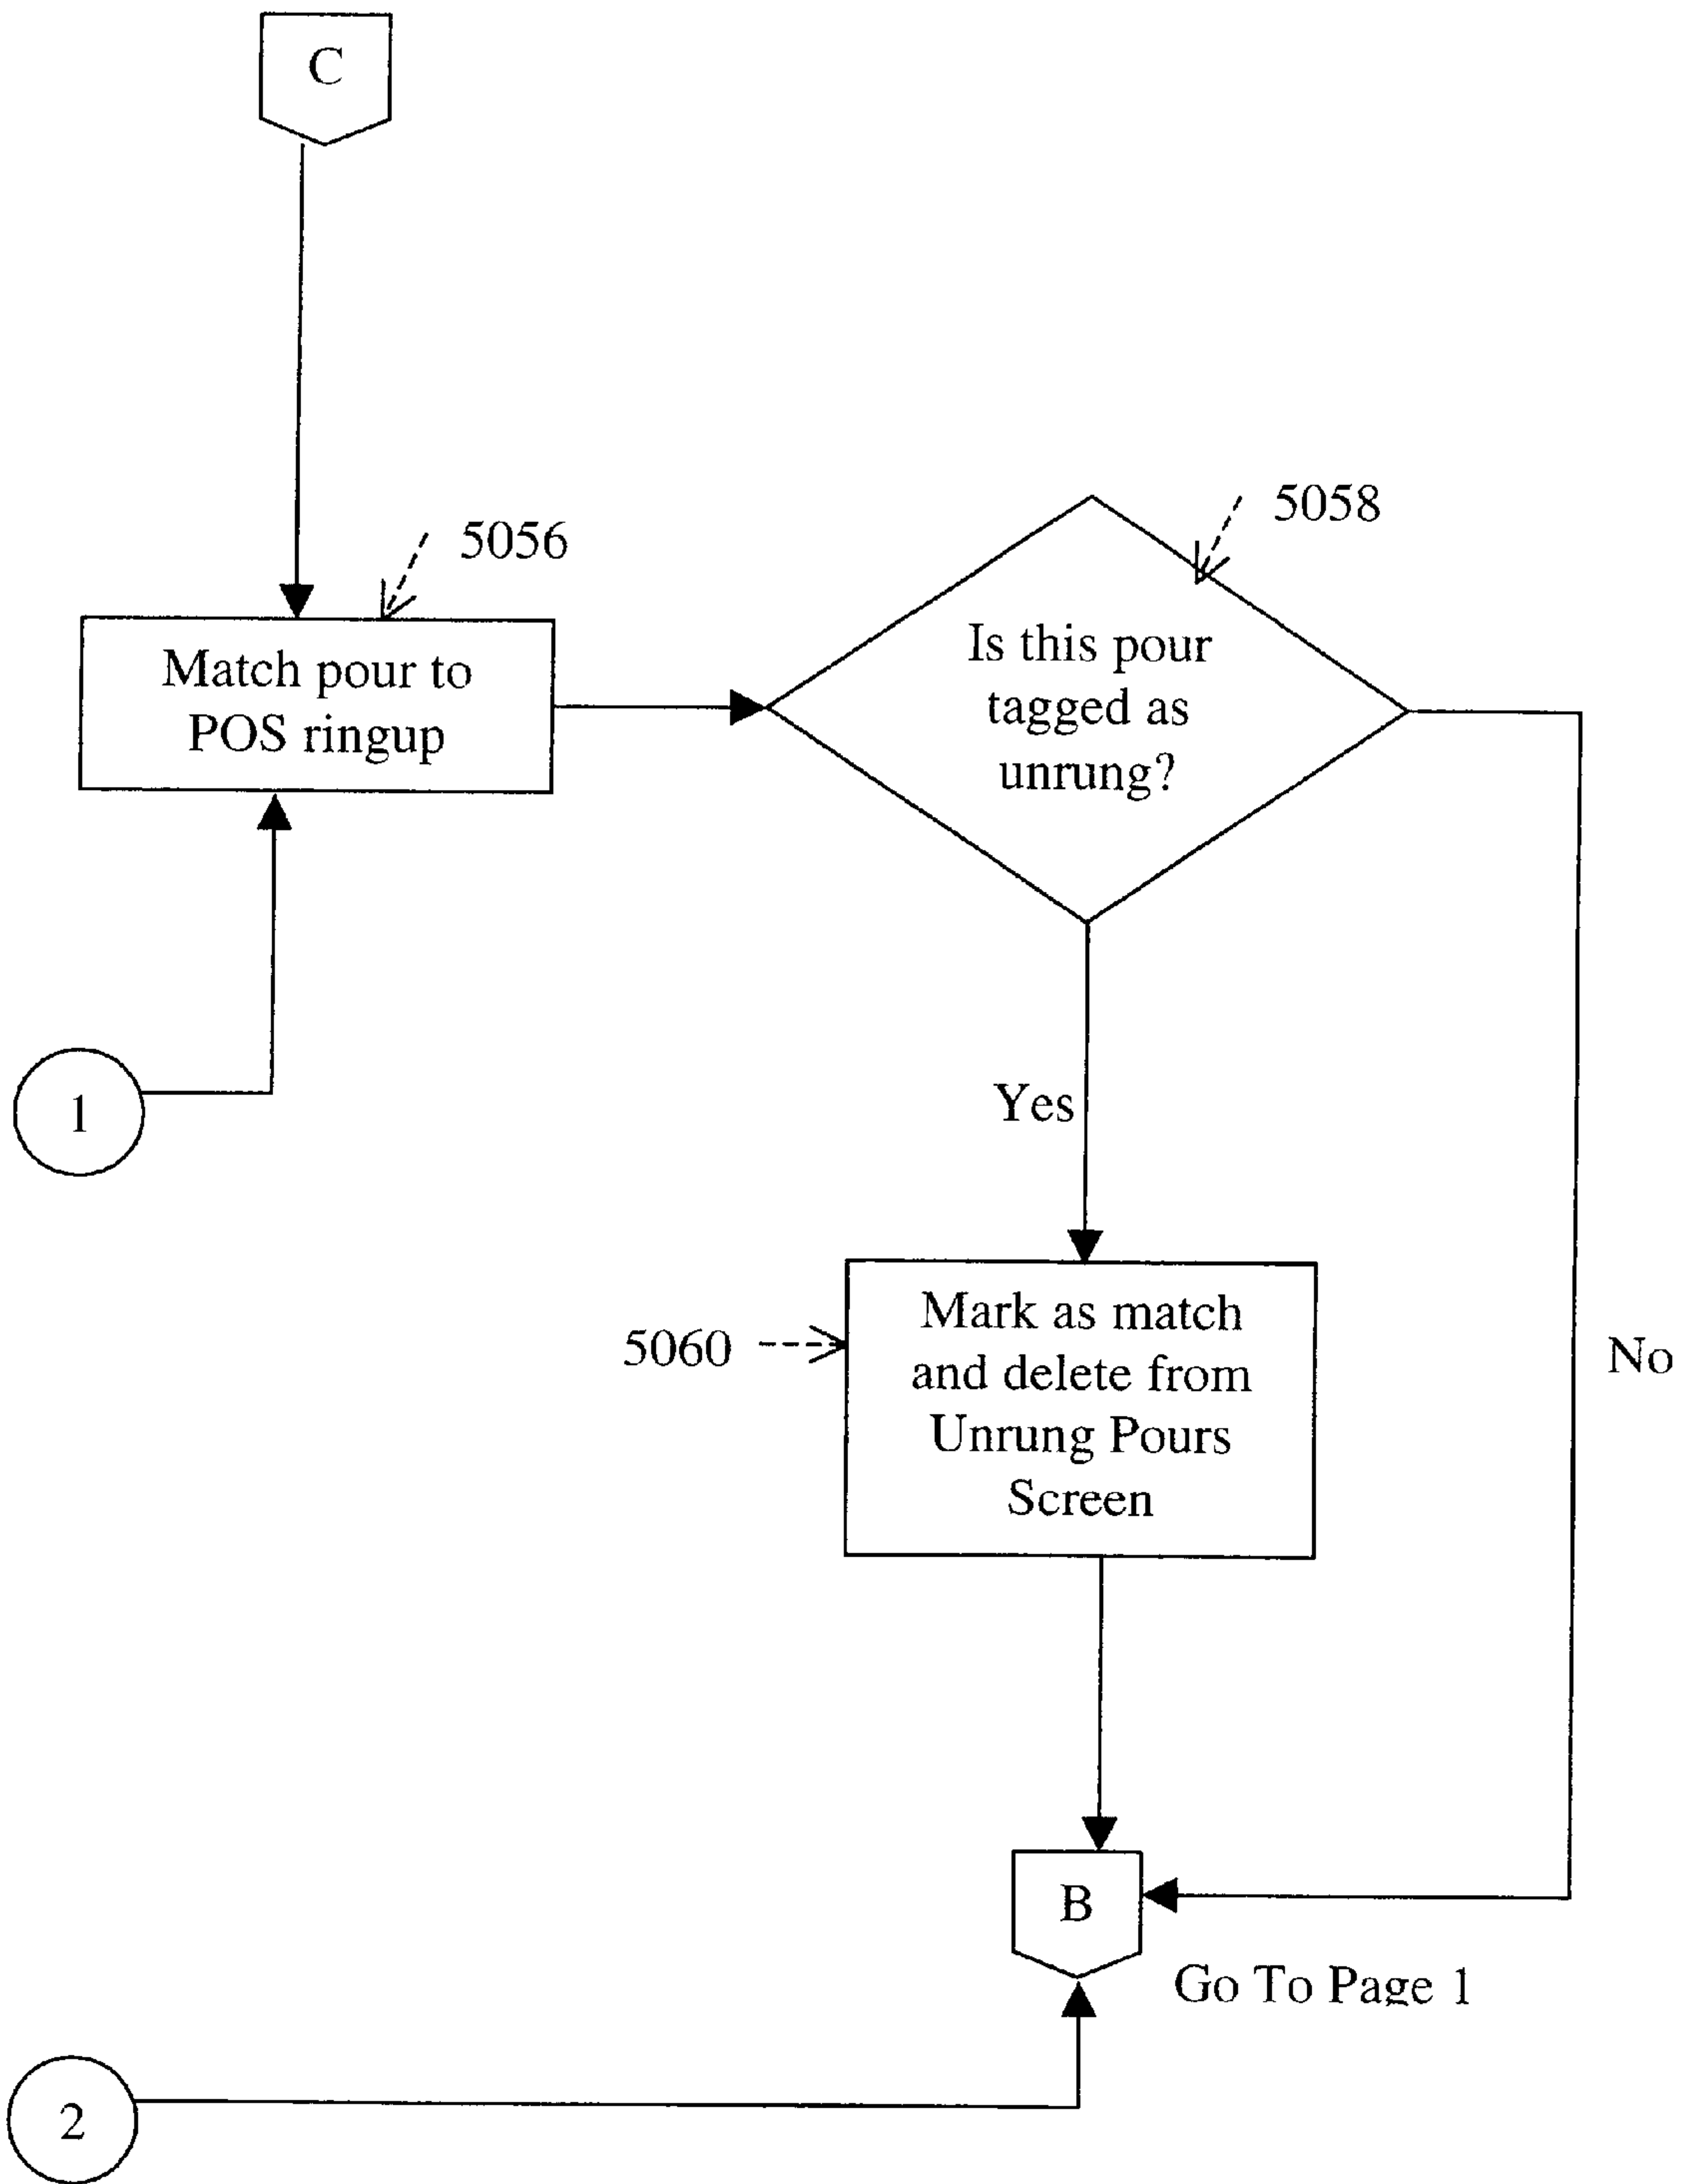 C
5056
Match pour to
POS ringup
5058
Is this pour
tagged as
unrung?
1
Yes
5060
Mark as match
and delete from
Unrung Pours
Screen
No
B
Go To Page 1
2